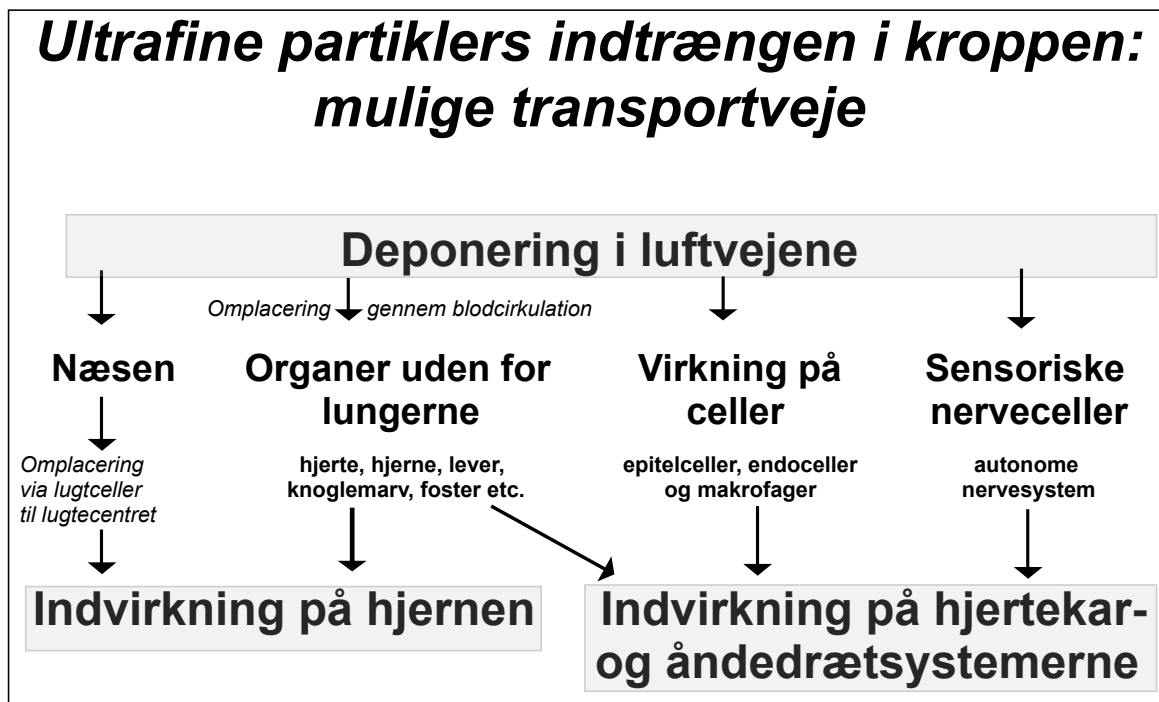 Ultrafine partiklers indtrængen i kroppen:
mulige transportveje
Deponering i luftvejene
Omplacering gennem blodcirkulation
Næsen
Organer uden for
lungerne
Virkning på
celler
Sensoriske
nerveceller
Omplacering
via lugtceller
til lugtecentret
hjerte, hjerne, lever,
knoglemarv, foster etc.
epitelceller, endoceller
og makrofager
autonome
nervesystem
Indvirkning på hjernen
Indvirkning på hjertekar-
og åndedrætsystemerne